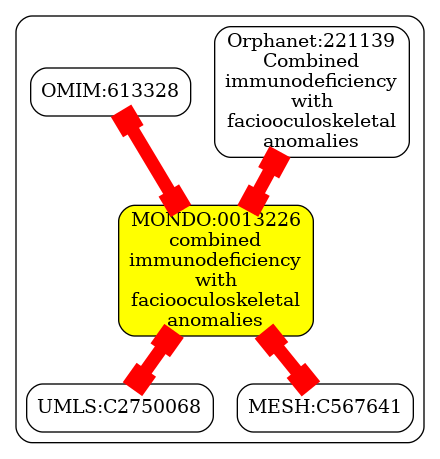 OMIM:613328
Orphanet:221139
Combined
immunodeficiency
with
faciooculoskeletal
anomalies
MONDO:0013226
combined
immunodeficiency
with
faciooculoskeletal
anomalies
UMLS:C2750068
MESH:C567641